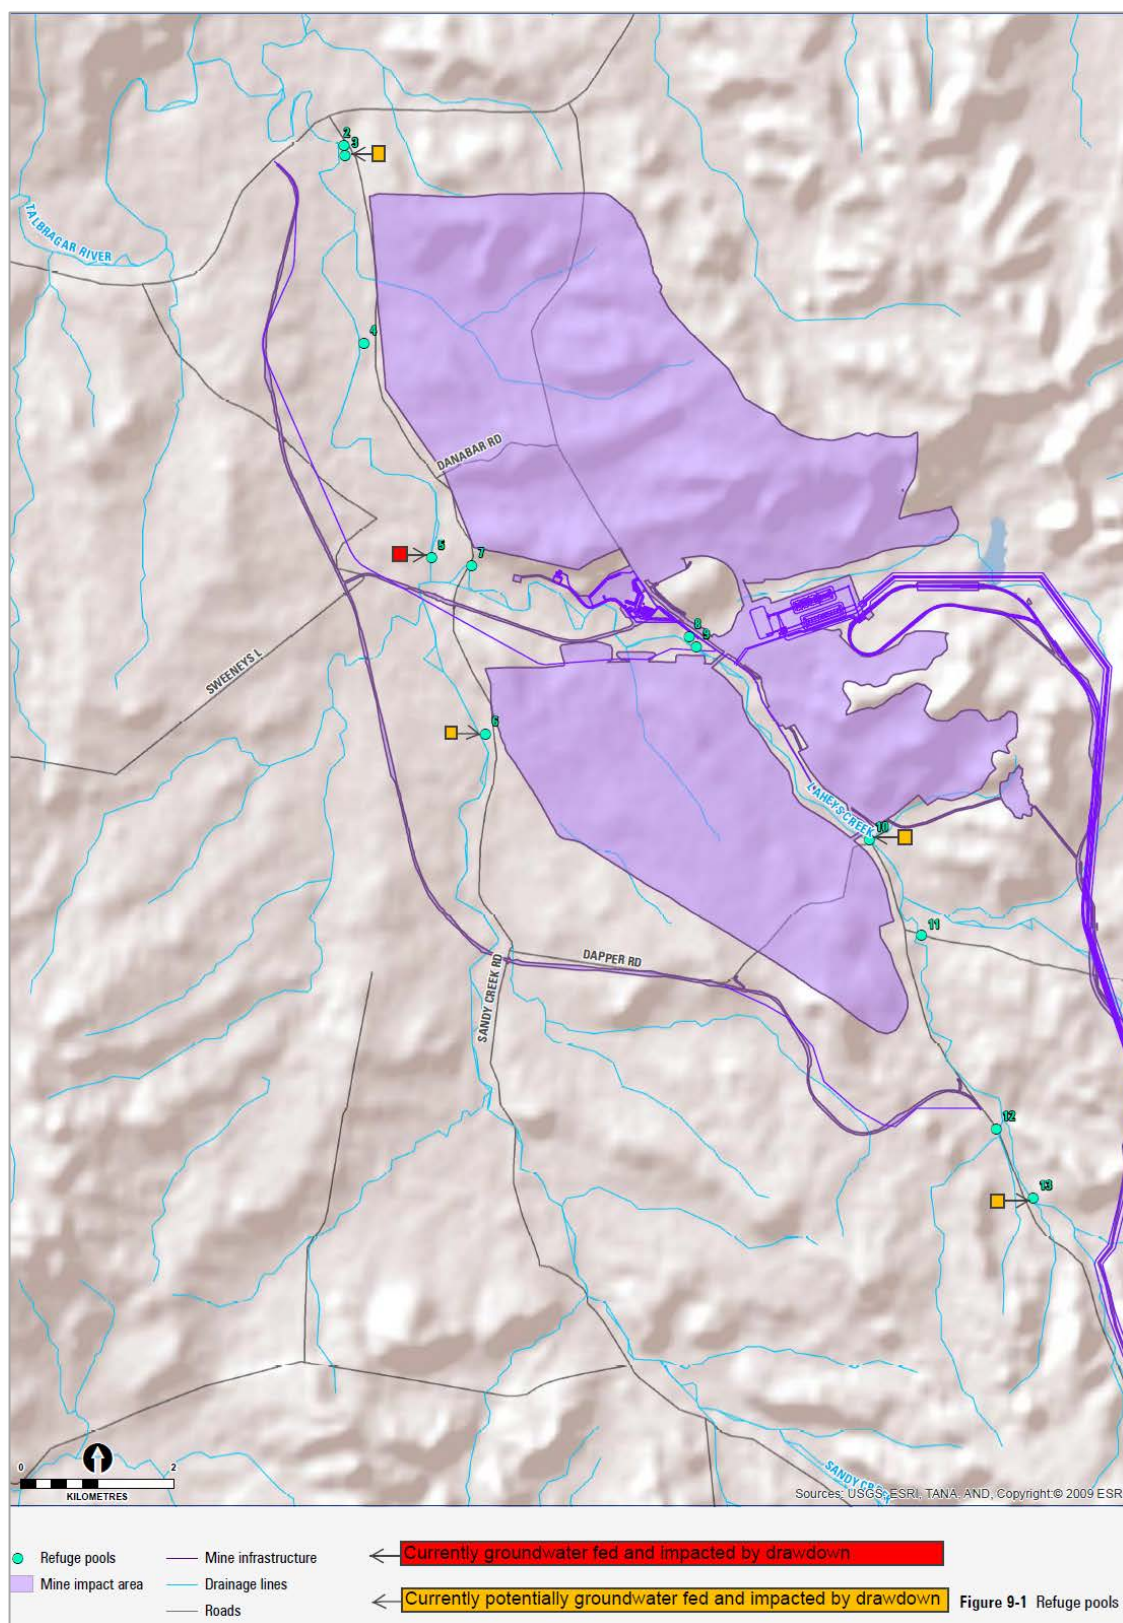 2
3
TALBRAGAR RIVER
4
DANABAR RD
5
7
8
9
SWEENEYS L
6
LAHEYS CREEK
10
11
DAPPER RD
SANDY CREEK RD
12
13
0 2
KILOMETRES
SANDY CREEK
Sources: USGS, ESRI, TANA, AND, Copyright:© 2009 ESR
Refuge pools
Mine infrastructure
Currently groundwater fed and impacted by drawdown
Mine impact area
Drainage lines
Currently potentially groundwater fed and impacted by drawdown
Figure 9-1 Refuge pools
Roads